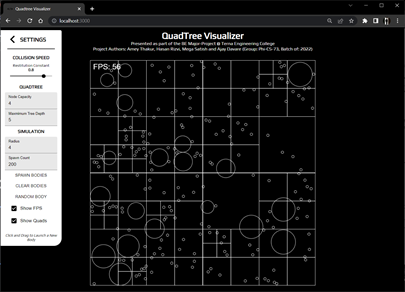 Quadtree Visualizer
localhost:3000
SETTINGS
COLLISION SPEED
Restitution Constant
0.8
QUADTREE
Node Capacity
4
Maximum Tree Depth
5
SIMULATION
Radius
4
Spawn Count
200
SPAWN BODIES
CLEAR BODIES
RANDOM BODY
Show FPS
Show Quads
Click and Drag to Launch a New
Body
QuadTree Visualizer
Presented as part of the BE Major-Project @ Terna Engineering College
Project Authors: Amey Thakur, Hasan Rizvi, Mega Satish and Ajay Davare (Group: PH-CS-73, Batch of 2022)
FPS: 56